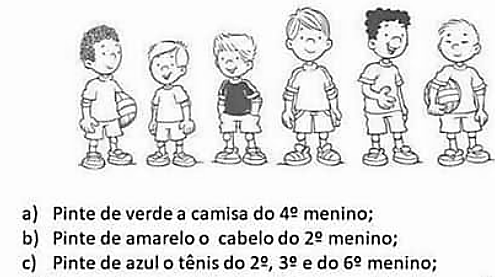 a) Pinte de verde a camisa do 4º menino;
b) Pinte de amarelo o cabelo do 2º menino;
c) Pinte de azul o tênis do 2º, 3º e do 6º menino;